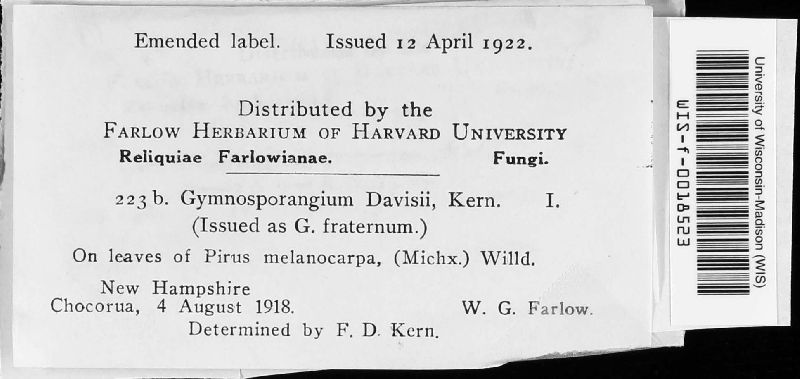 Emended label. Issued 12 April 1922.
Distributed by the
FARLOW HERBARIUM OF HARVARD UNIVERSITY
Reliquiae Farlowianae. Fungi.
223 b. Gymnosporangium Davisii, Kern. I.
(Issued as G. fraternum.)
On leaves of Pirus melanocarpa, (Michx.) Willd.
New Hampshire
Chocorua, 4 August 1918. W. G. Farlow.
Determined by F. D. Kern.
University of Wisconsin-Madison (WIS)
WIS-f-0018523